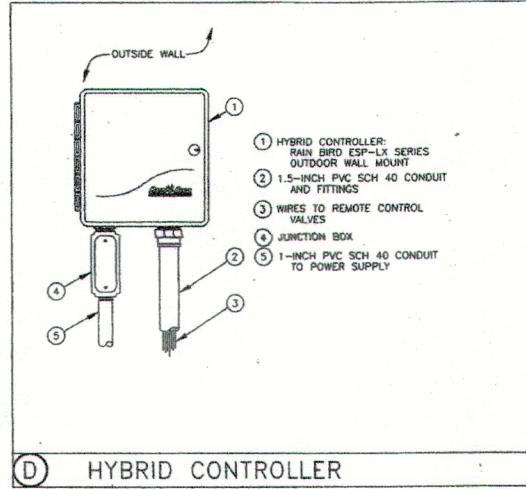 OUTSIDE WALL
1
1 HYBRID CONTROLLER:
RAIN BIRD ESP-LX SERIES
OUTDOOR WALL MOUNT
2 1.5-INCH PVC SCH 40 CONDUIT
AND FITTINGS
3 WIRES TO REMOTE CONTROL
VALVES
4 JUNCTION BOX
5 1-INCH PVC SCH 40 CONDUIT
TO POWER SUPPLY
2
4
3
5
D HYBRID CONTROLLER